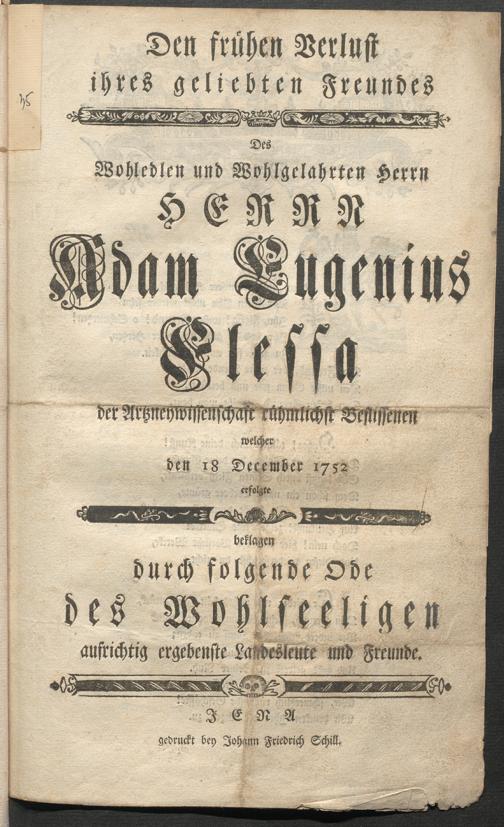 35
Den frühen Verlust
ihres geliebten Freundes
Des
Wohledlen und Wohlgelahrten Herrn
HERRN
Adam Eugenius
Elessa
der Artzneywissenschaft rühmlichst Beflissenen
welcher
den 18 December 1752
erfolgte
beklagen
durch folgende Ode
des Wohlseeligen
aufrichtig ergebenste Landesleute und Freunde.
JENA
gedruckt bey Johann Friedrich Schill.